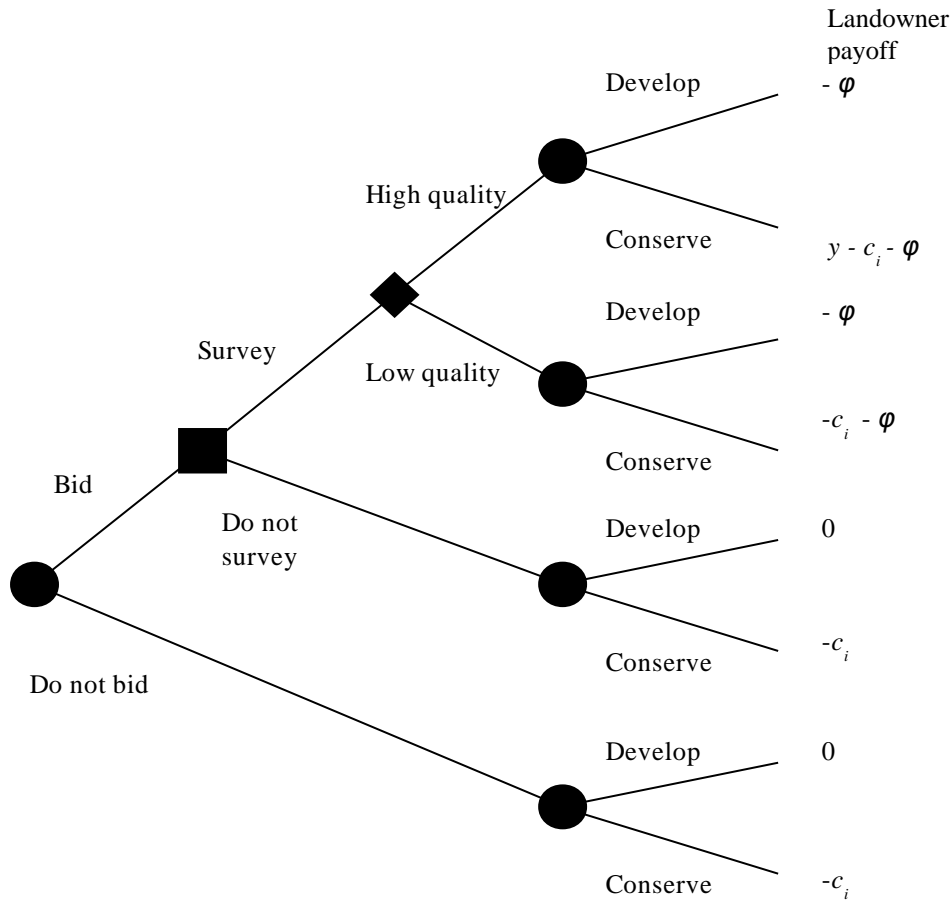 Landowner
payoff
Develop
- φ
High quality
Conserve
y - c_i - φ
Develop
- φ
Survey
Low quality
-c_i - φ
Conserve
Bid
Do not
survey
Develop
0
Conserve
-c_i
Do not bid
Develop
0
Conserve
-c_i